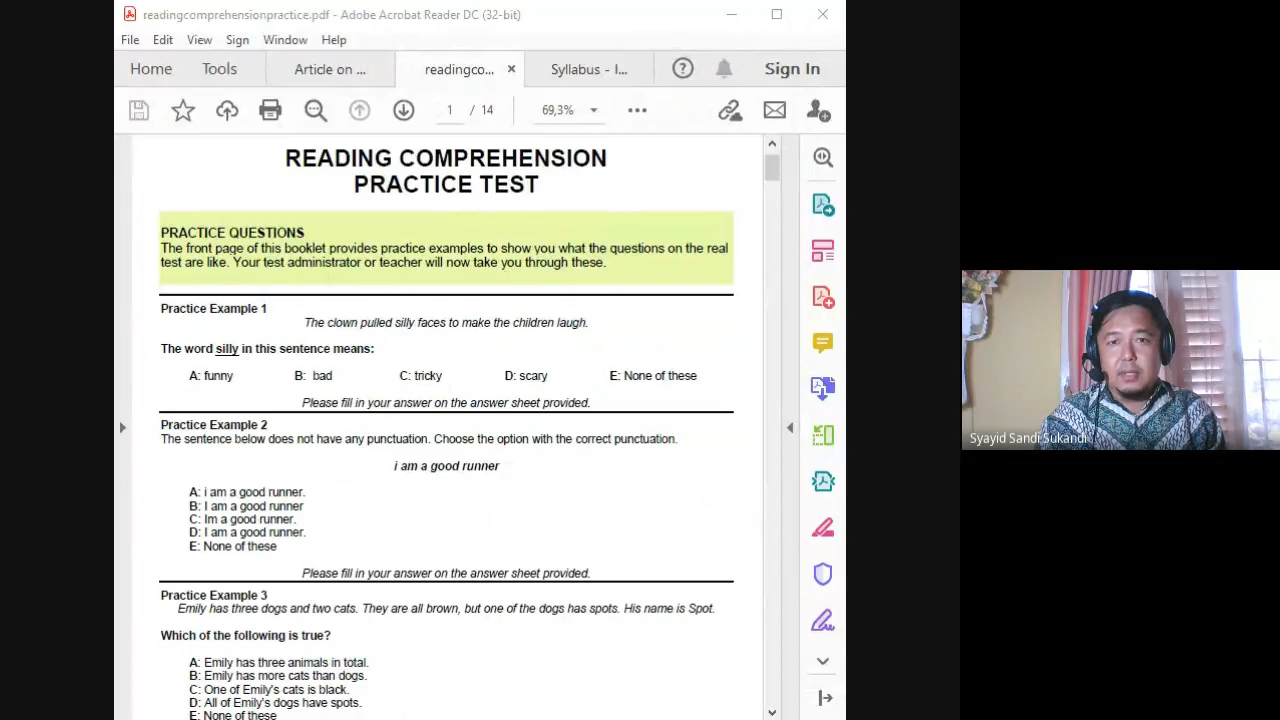 readingcomprehensionpractice.pdf - Adobe Acrobat Reader DC (32-bit)
File Edit View Sign Window Help
Home Tools Article on ... readingco... × Syllabus - I... Sign In
1 / 14 69,3%
READING COMPREHENSION
PRACTICE TEST
PRACTICE QUESTIONS
The front page of this booklet provides practice examples to show you what the questions on the real
test are like. Your test administrator or teacher will now take you through these.
Practice Example 1
The clown pulled silly faces to make the children laugh.
The word silly in this sentence means:
A: funny B: bad C: tricky D: scary E: None of these
Please fill in your answer on the answer sheet provided.
Practice Example 2
The sentence below does not have any punctuation. Choose the option with the correct punctuation.
i am a good runner
A: i am a good runner.
B: I am a good runner
C: Im a good runner.
D: I am a good runner.
E: None of these
Please fill in your answer on the answer sheet provided.
Practice Example 3
Emily has three dogs and two cats. They are all brown, but one of the dogs has spots. His name is Spot.
Which of the following is true?
A: Emily has three animals in total.
B: Emily has more cats than dogs.
C: One of Emily's cats is black.
D: All of Emily's dogs have spots.
E: None of these
Syayid Sandi Sukandi